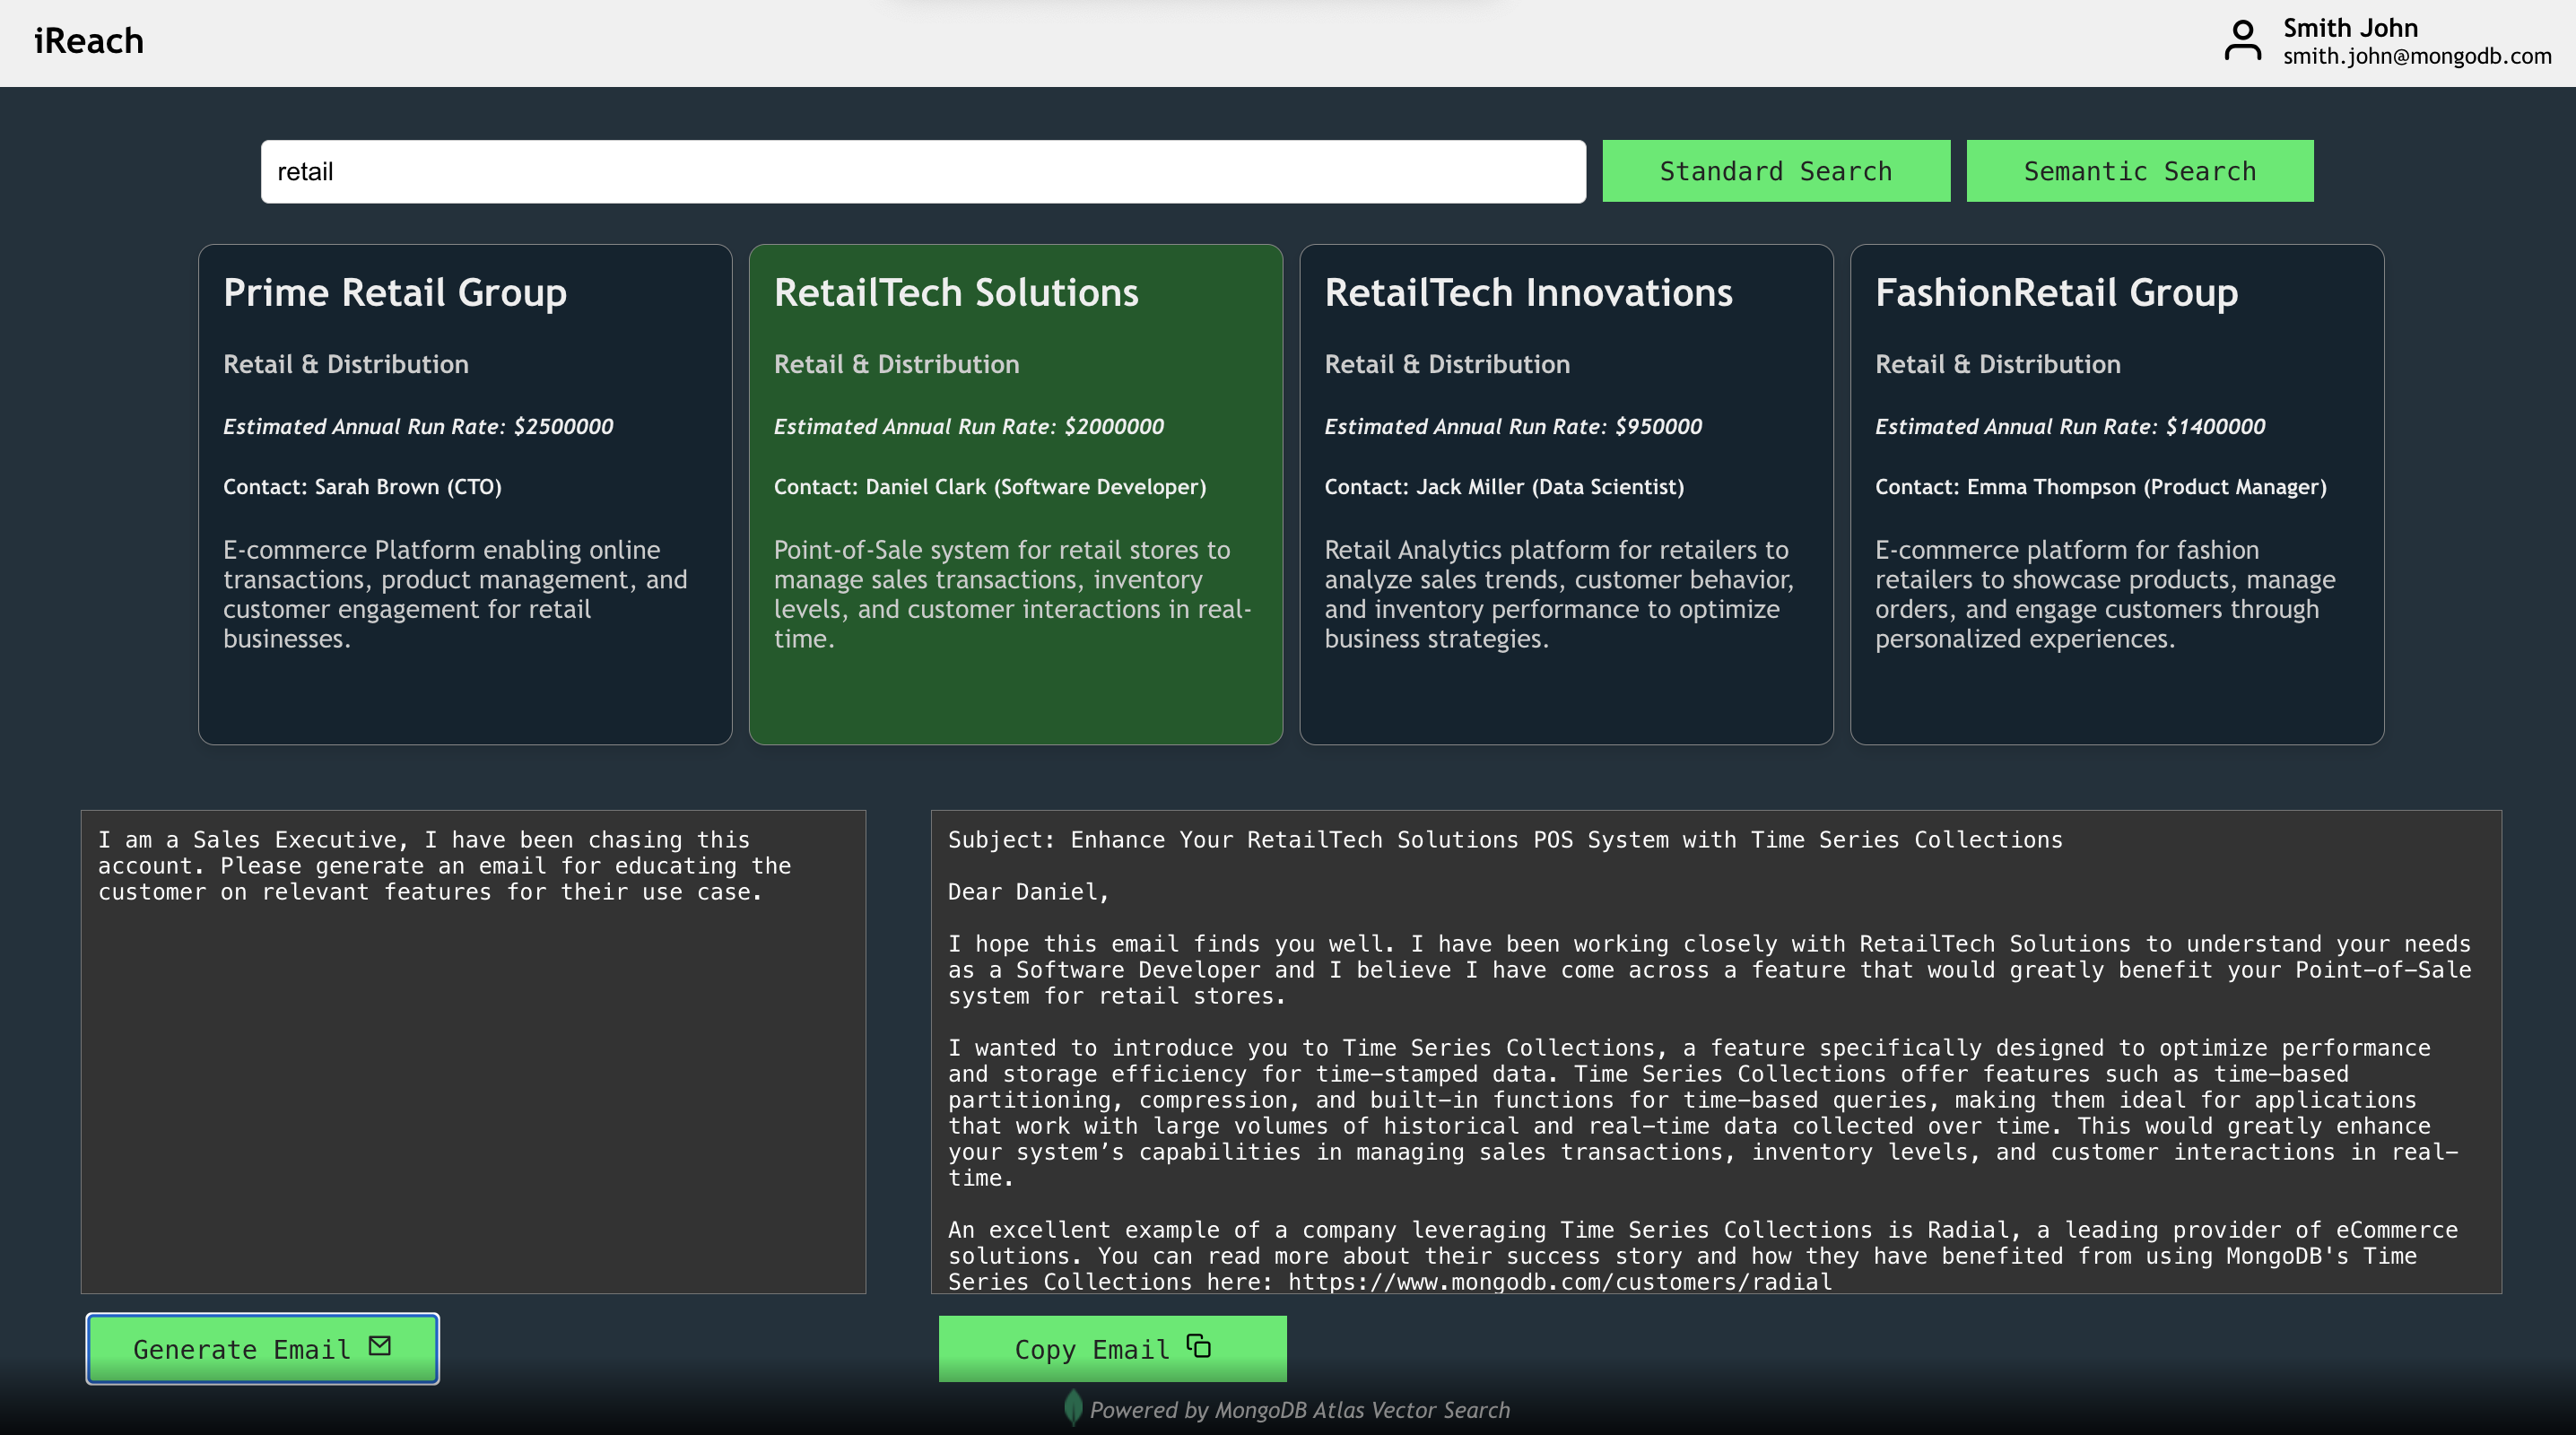 iReach
Smith John
smith.john@mongodb.com
retail
Standard Search
Semantic Search
Prime Retail Group
Retail & Distribution
Estimated Annual Run Rate: $2500000
Contact: Sarah Brown (CTO)
E-commerce Platform enabling online
transactions, product management, and
customer engagement for retail
businesses.
RetailTech Solutions
Retail & Distribution
Estimated Annual Run Rate: $2000000
Contact: Daniel Clark (Software Developer)
Point-of-Sale system for retail stores to
manage sales transactions, inventory
levels, and customer interactions in real-
time.
RetailTech Innovations
Retail & Distribution
Estimated Annual Run Rate: $950000
Contact: Jack Miller (Data Scientist)
Retail Analytics platform for retailers to
analyze sales trends, customer behavior,
and inventory performance to optimize
business strategies.
FashionRetail Group
Retail & Distribution
Estimated Annual Run Rate: $1400000
Contact: Emma Thompson (Product Manager)
E-commerce platform for fashion
retailers to showcase products, manage
orders, and engage customers through
personalized experiences.
I am a Sales Executive, I have been chasing this
account. Please generate an email for educating the
customer on relevant features for their use case.
Generate Email
Subject: Enhance Your RetailTech Solutions POS System with Time Series Collections
Dear Daniel,
I hope this email finds you well. I have been working closely with RetailTech Solutions to understand your needs
as a Software Developer and I believe I have come across a feature that would greatly benefit your Point-of-Sale
system for retail stores.
I wanted to introduce you to Time Series Collections, a feature specifically designed to optimize performance
and storage efficiency for time-stamped data. Time Series Collections offer features such as time-based
partitioning, compression, and built-in functions for time-based queries, making them ideal for applications
that work with large volumes of historical and real-time data collected over time. This would greatly enhance
your system’s capabilities in managing sales transactions, inventory levels, and customer interactions in real-
time.
An excellent example of a company leveraging Time Series Collections is Radial, a leading provider of eCommerce
solutions. You can read more about their success story and how they have benefited from using MongoDB's Time
Series Collections here: https://www.mongodb.com/customers/radial
Copy Email
Powered by MongoDB Atlas Vector Search